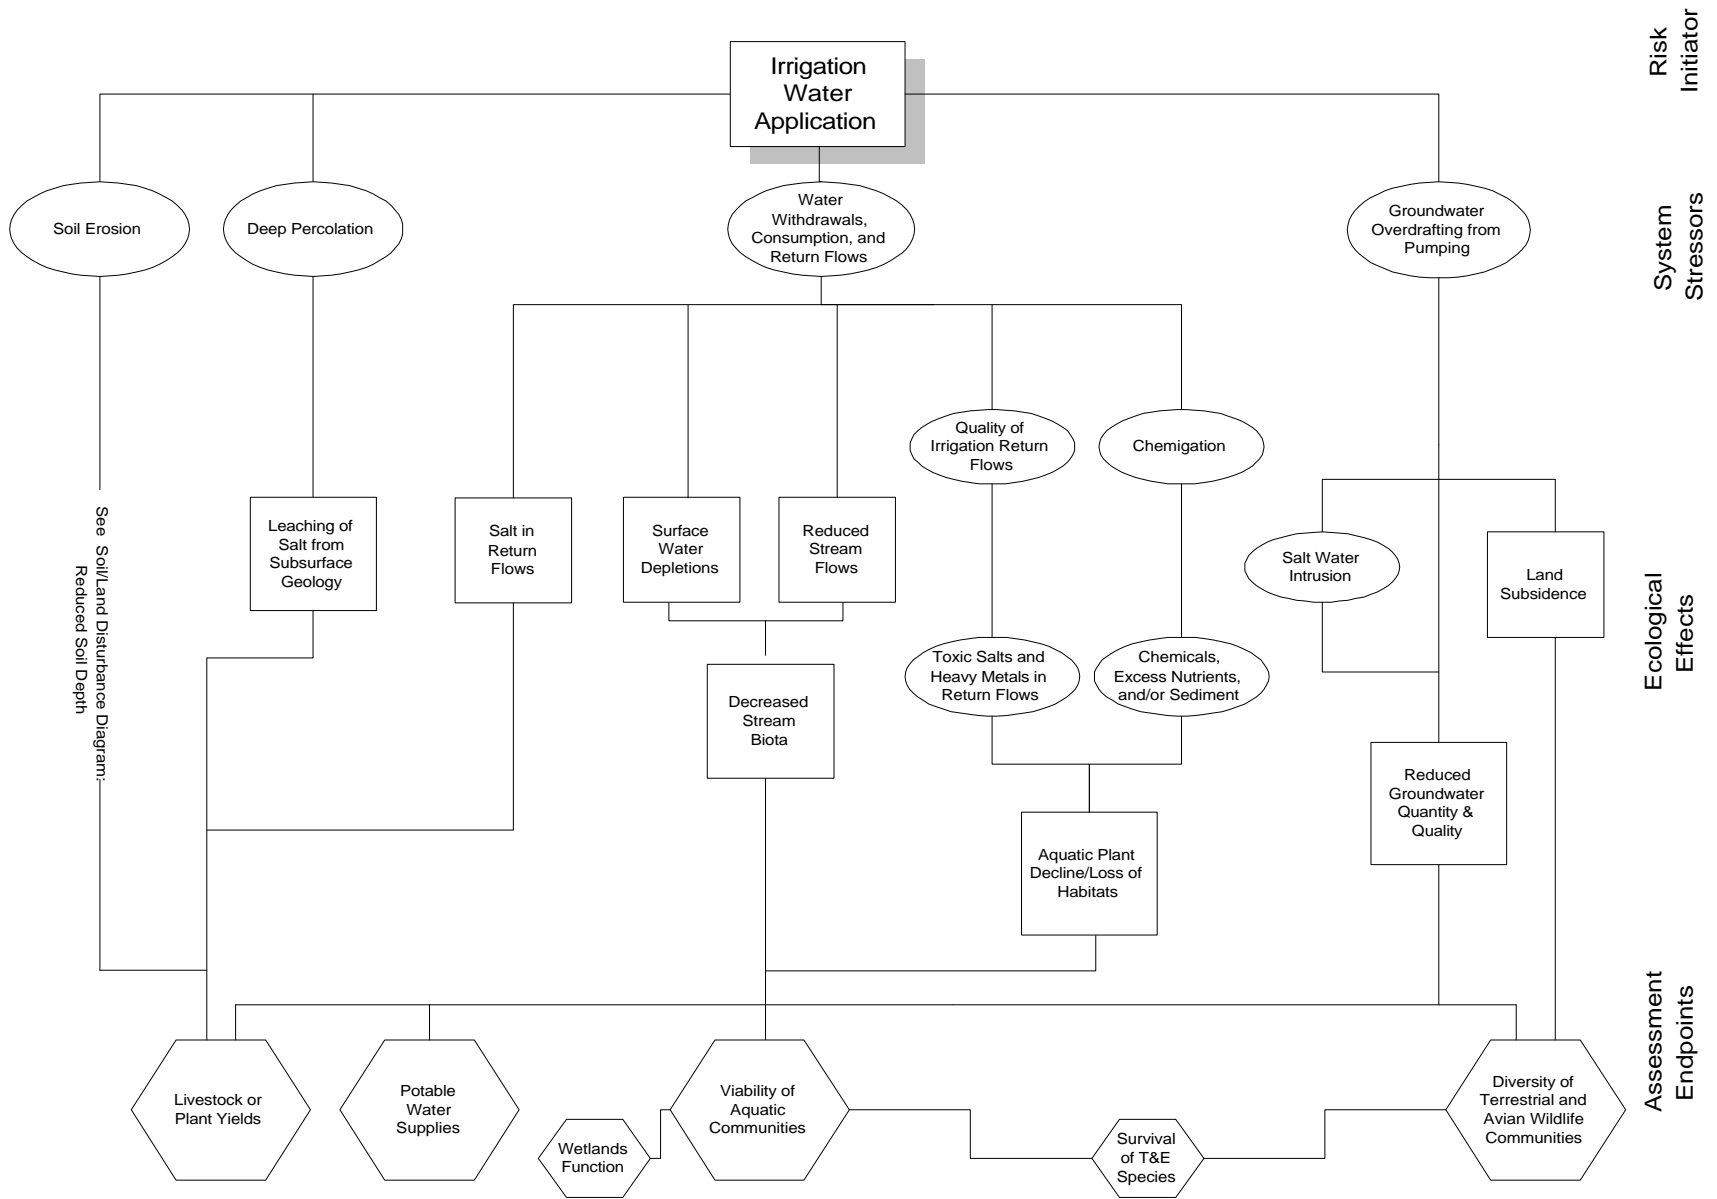 Irrigation
Water
Application
Risk
Initiator
Soil Erosion
Deep Percolation
Water
Withdrawals,
Consumption, and
Return Flows
Groundwater
Overdrafting from
Pumping
System
Stressors
Quality of
Irrigation Return
Flows
Chemigation
See Soil/Land Disturbance Diagram:
Reduced Soil Depth
Leaching of
Salt from
Subsurface
Geology
Salt in
Return
Flows
Surface
Water
Depletions
Reduced
Stream
Flows
Salt Water
Intrusion
Land
Subsidence
Ecological
Effects
Decreased
Stream
Biota
Toxic Salts and
Heavy Metals in
Return Flows
Chemicals,
Excess Nutrients,
and/or Sediment
Reduced
Groundwater
Quantity &
Quality
Aquatic Plant
Decline/Loss of
Habitats
Assessment
Endpoints
Livestock or
Plant Yields
Potable
Water
Supplies
Wetlands
Function
Viability of
Aquatic
Communities
Survival
of T&E
Species
Diversity of
Terrestrial and
Avian Wildlife
Communities